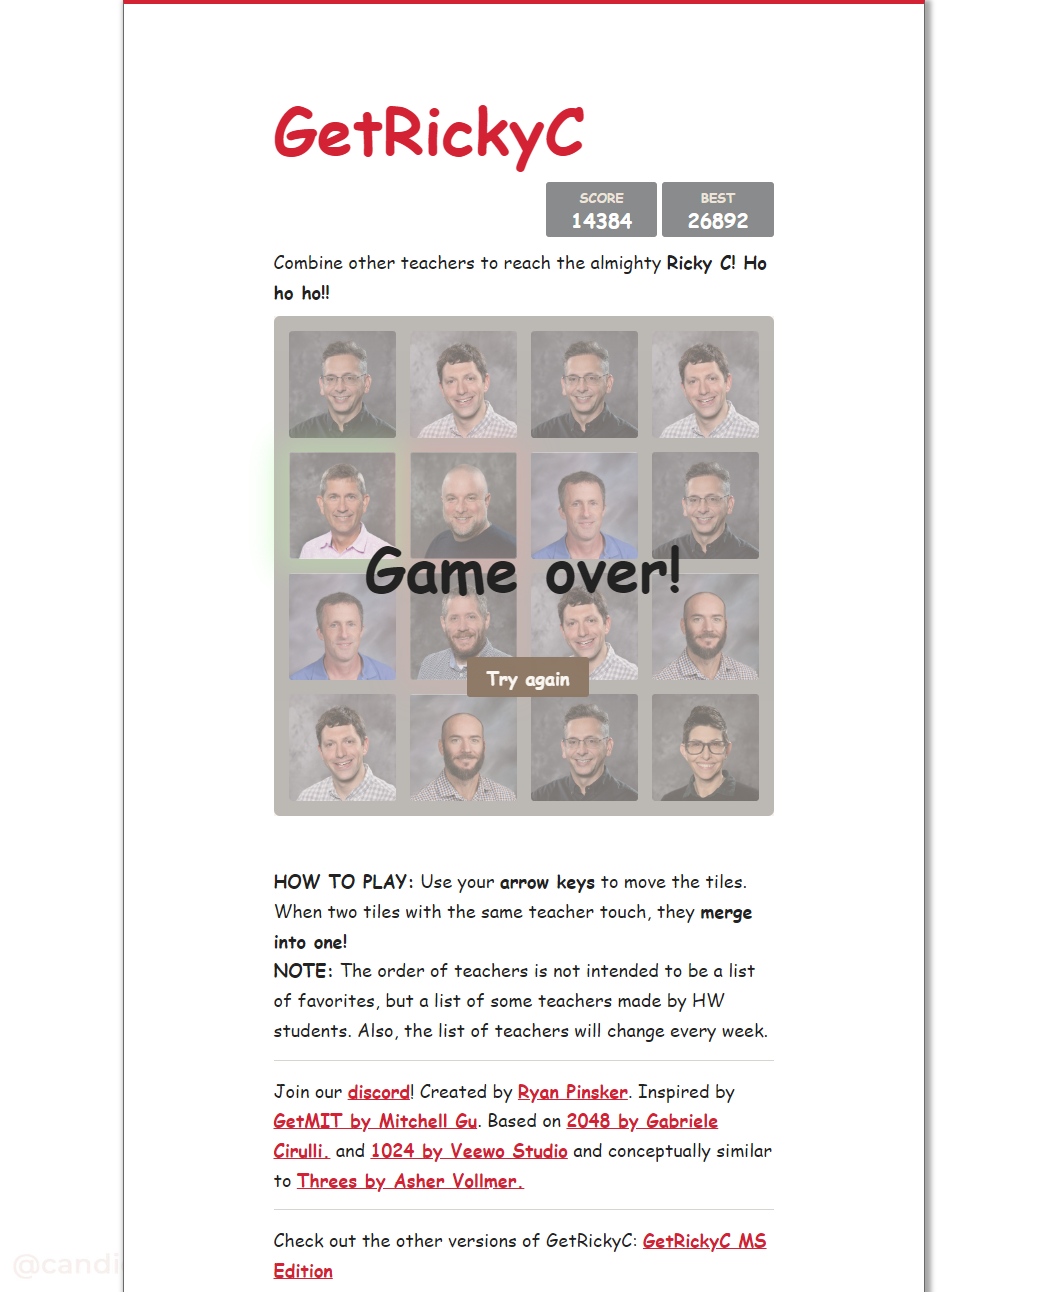 GetRickyC
SCORE
14384
BEST
26892
Combine other teachers to reach the almighty Ricky C! Ho
ho ho!!
Game over!
Try again
HOW TO PLAY: Use your arrow keys to move the tiles.
When two tiles with the same teacher touch, they merge
into one!
NOTE: The order of teachers is not intended to be a list
of favorites, but a list of some teachers made by HW
students. Also, the list of teachers will change every week.
Join our discord! Created by Ryan Pinsker. Inspired by
GetMIT by Mitchell Gu. Based on 2048 by Gabriele
Cirulli. and 1024 by Veewo Studio and conceptually similar
to Threes by Asher Vollmer.
Check out the other versions of GetRickyC: GetRickyC MS
Edition